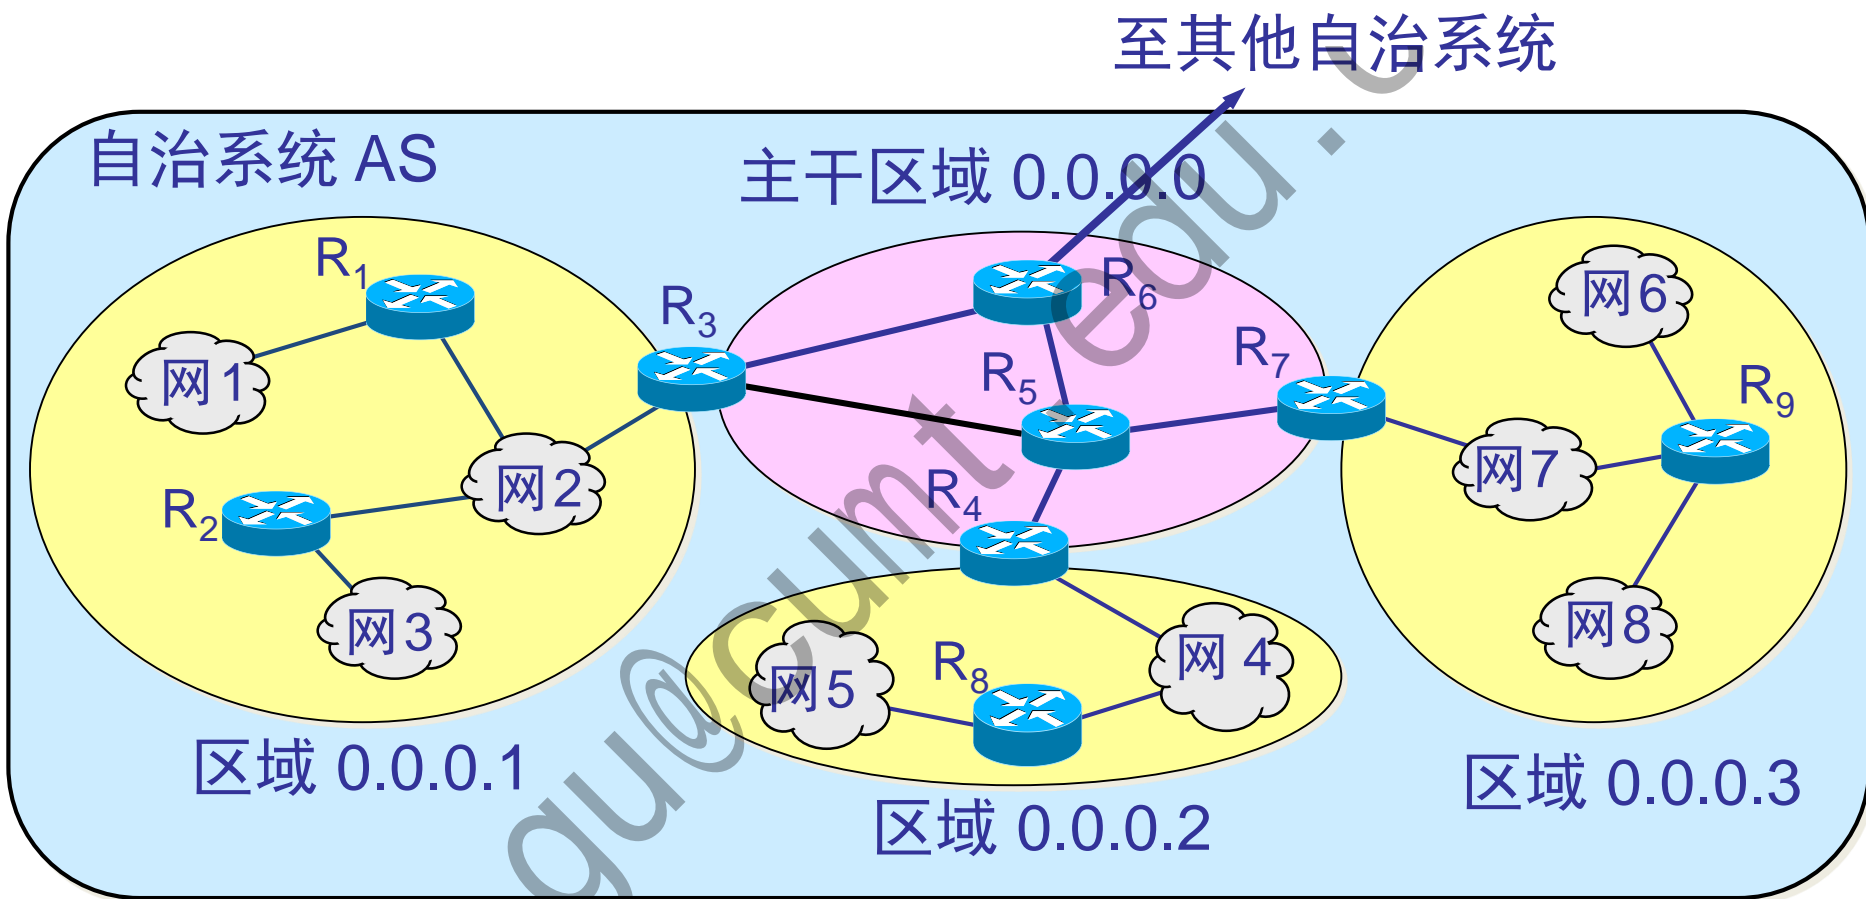 至其他自治系统
自治系统 AS
主干区域 0.0.0.0
R1
R3
R6
网6
网1
R5
R7
R9
R2
网2
R4
网7
网3
网5
R8
网 4
网8
区域 0.0.0.1
区域 0.0.0.2
区域 0.0.0.3
gu@cumt.edu.c